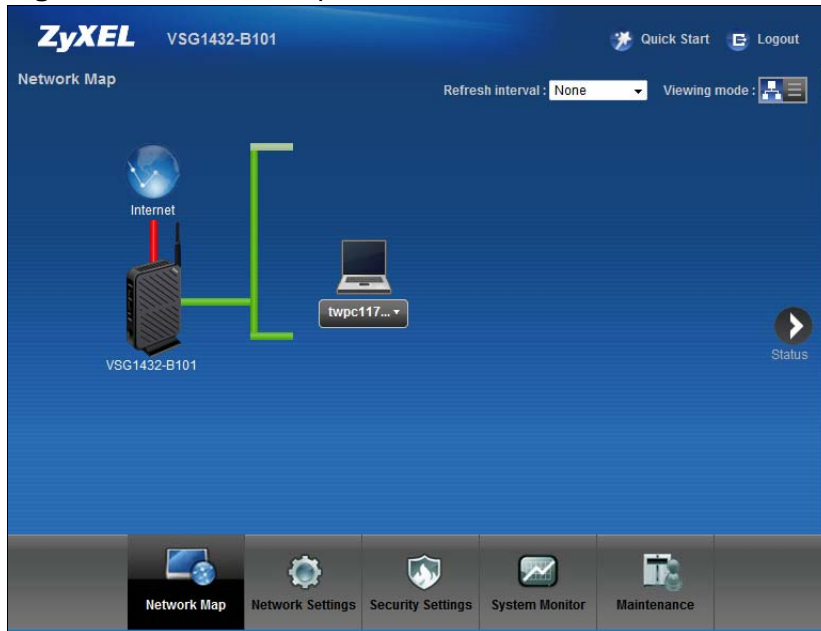 ZyXEL VSG1432-B101 Quick Start Logout
Network Map
Refresh interval : None Viewing mode :
Internet
twpc117...
VSG1432-B101
Status
Network Map Network Settings Security Settings System Monitor Maintenance